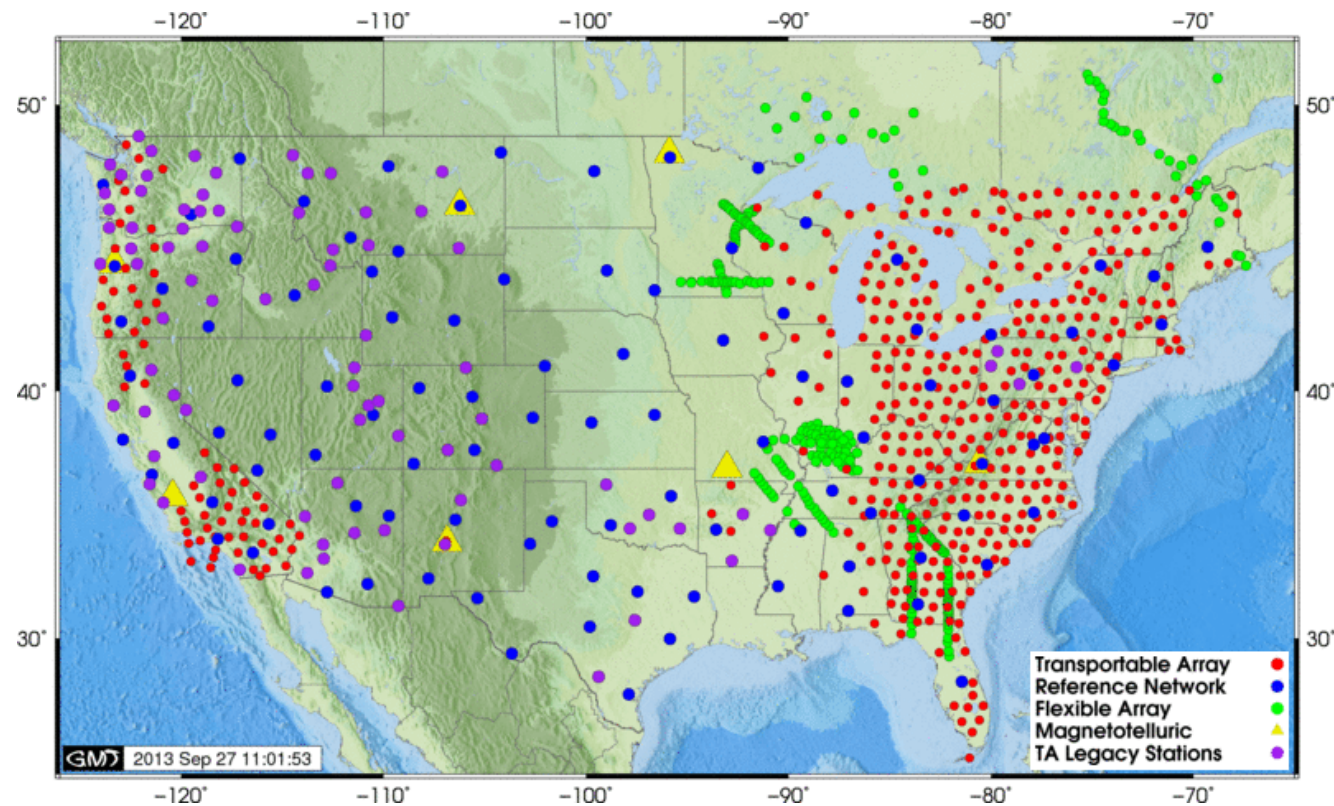 −120° −110° −100° −90° −80° −70°
50° 50°
40° 40°
30° 30°
Transportable Array
Reference Network
Flexible Array
Magnetotelluric
TA Legacy Stations
GMT 2013 Sep 27 11:01:53
−120° −110° −100° −90° −80° −70°